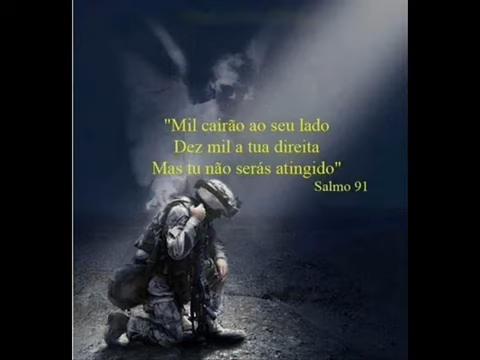 "Mil cairão ao seu lado
Dez mil a tua direita
Mas tu não serás atingido"
Salmo 91